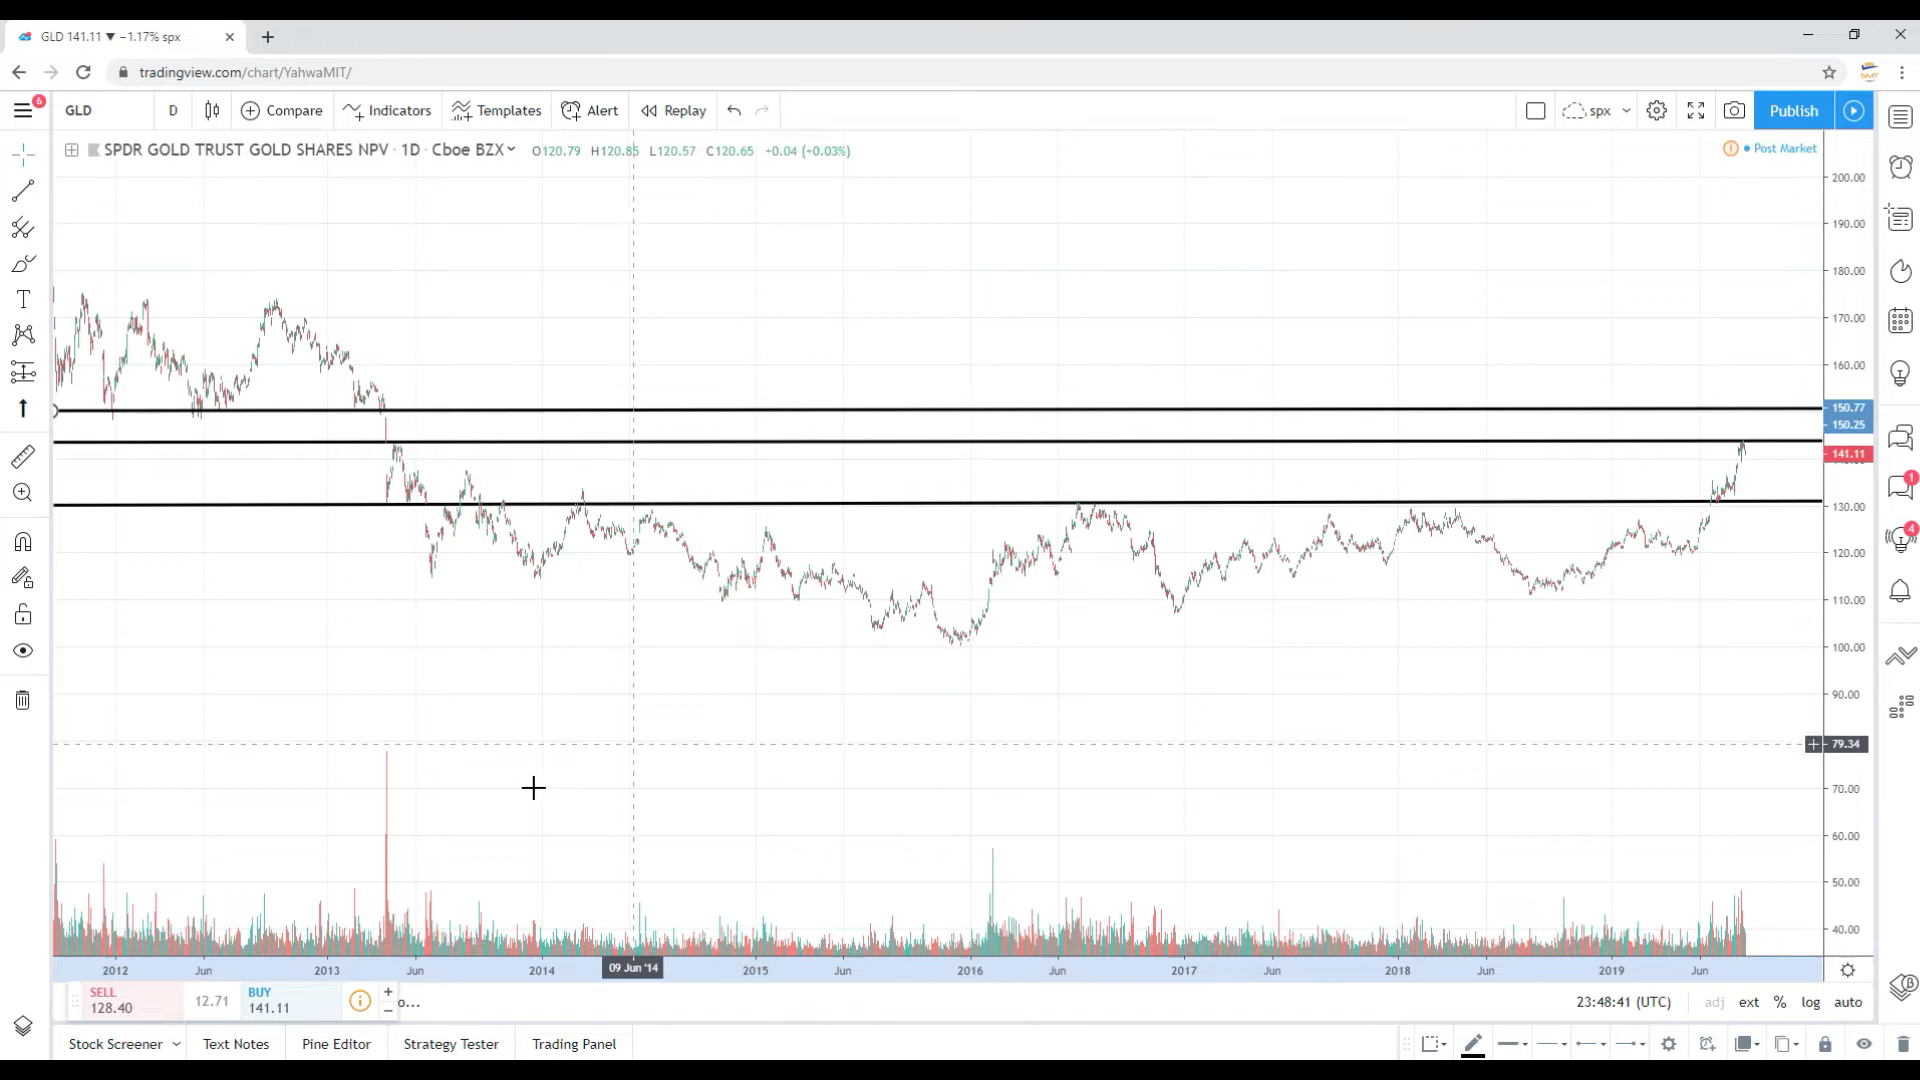 GLD 141.11 ▼ −1.17% spx
tradingview.com/chart/YahwaMIT/
6
GLD D Compare Indicators Templates Alert Replay spx Publish
SPDR GOLD TRUST GOLD SHARES NPV · 1D · Cboe BZX O120.79 H120.85 L120.57 C120.65 +0.04 (+0.03%)
Post Market
200.00
190.00
180.00
170.00
160.00
150.77
150.25
141.11
130.00
120.00
110.00
100.00
90.00
79.34
70.00
60.00
50.00
40.00
1
4
2012 Jun 2013 Jun 2014 09 Jun '14 2015 Jun 2016 Jun 2017 Jun 2018 Jun 2019 Jun
SELL
128.40
12.71
BUY
141.11
o...
23:48:41 (UTC) adj ext % log auto
Stock Screener Text Notes Pine Editor Strategy Tester Trading Panel